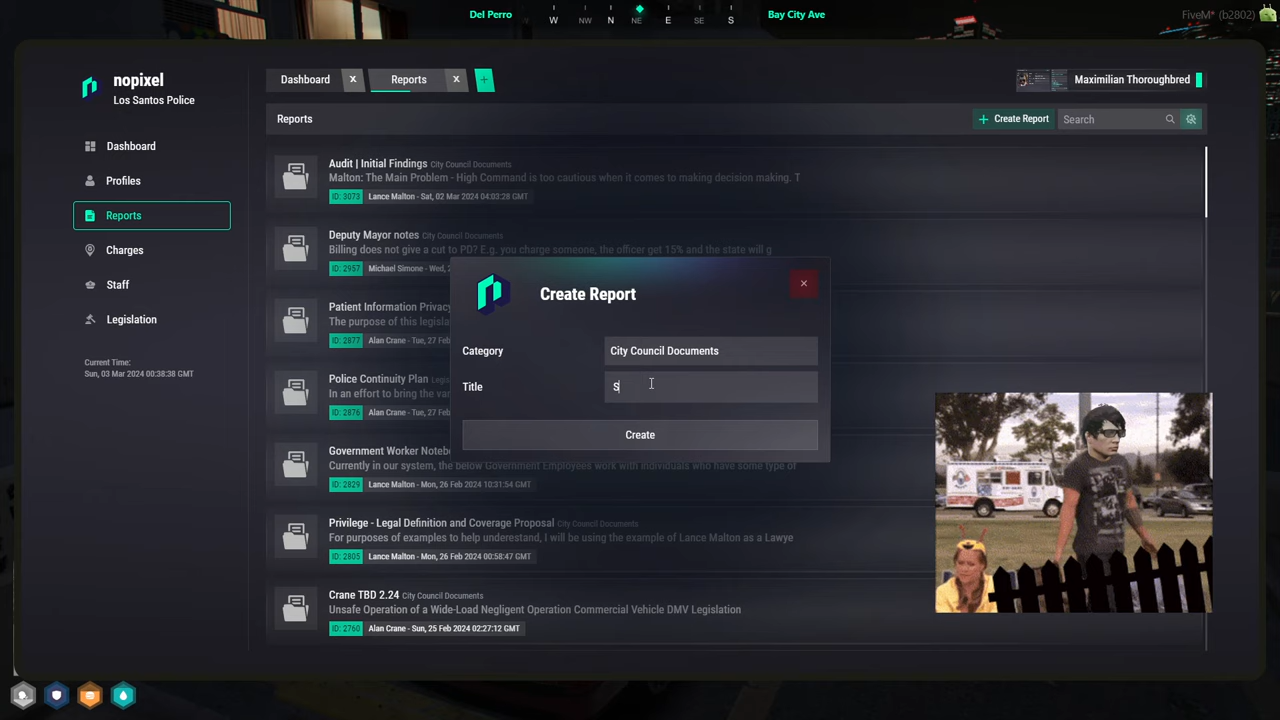 Del Perro
W NW N NE E SE S
Bay City Ave
FiveM* (b2802)
nopixel
Los Santos Police
Dashboard x
Reports x
+
Maximilian Thoroughbred
Dashboard
Profiles
Reports
Charges
Staff
Legislation
Current Time:
Sun, 03 Mar 2024 00:38:38 GMT
Reports
+ Create Report
Search
Audit | Initial Findings City Council Documents
Malton: The Main Problem - High Command is too cautious when it comes to making decision making. T
ID: 3073 Lance Malton - Sat, 02 Mar 2024 04:03:28 GMT
Deputy Mayor notes City Council Documents
Billing does not give a cut to PD? E.g. you charge someone, the officer get 15% and the state will g
ID: 2957 Michael Simone - Wed, 2
Patient Information Privacy
The purpose of this legisla
ID: 2877 Alan Crane - Tue, 27 Fe
Police Continuity Plan Legis
In an effort to bring the var
ID: 2876 Alan Crane - Tue, 27 Fe
Government Worker Noteb
Currently in our system, the below Government Employees work with individuals who have some type of
ID: 2829 Lance Malton - Mon, 26 Feb 2024 10:31:54 GMT
Privilege - Legal Definition and Coverage Proposal City Council Documents
For purposes of examples to help underestand, I will be using the example of Lance Malton as a Lawye
ID: 2805 Lance Malton - Mon, 26 Feb 2024 00:58:47 GMT
Crane TBD 2.24 City Council Documents
Unsafe Operation of a Wide-Load Negligent Operation Commercial Vehicle DMV Legislation
ID: 2760 Alan Crane - Sun, 25 Feb 2024 02:27:12 GMT
Create Report
×
Category City Council Documents
Title S
Create